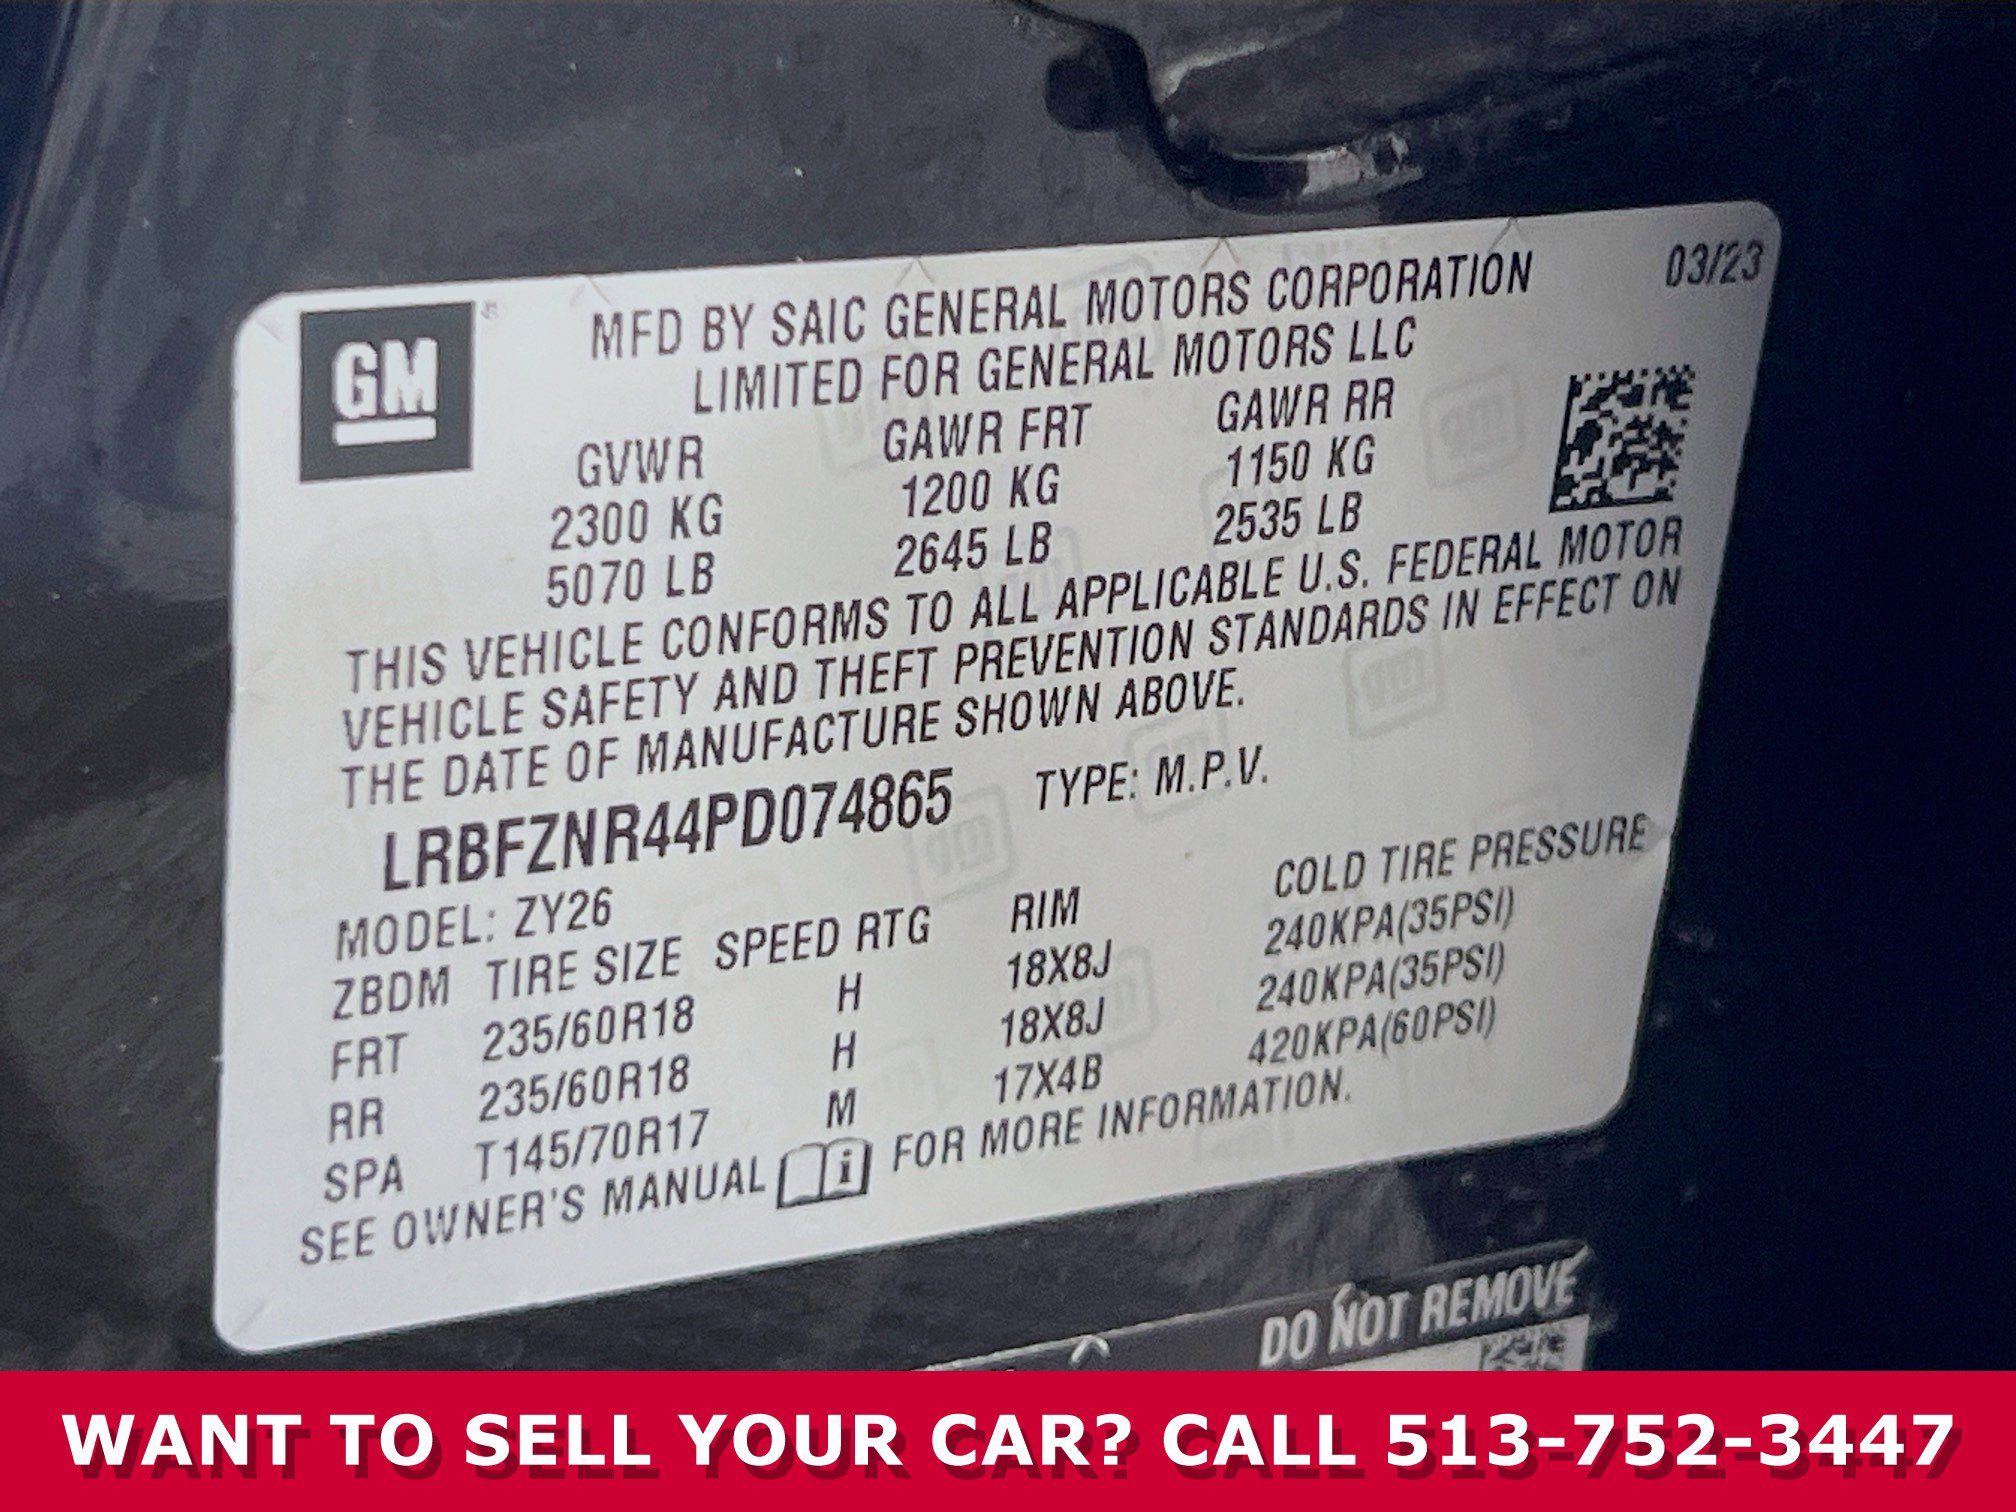 GM
MFD BY SAIC GENERAL MOTORS CORPORATION 03/23
LIMITED FOR GENERAL MOTORS LLC
GVWR GAWR FRT GAWR RR
2300 KG 1200 KG 1150 KG
5070 LB 2645 LB 2535 LB
THIS VEHICLE CONFORMS TO ALL APPLICABLE U.S. FEDERAL MOTOR
VEHICLE SAFETY AND THEFT PREVENTION STANDARDS IN EFFECT ON
THE DATE OF MANUFACTURE SHOWN ABOVE.
LRBFZNR44PD074865 TYPE: M.P.V.
MODEL: ZY26
ZBDM TIRE SIZE SPEED RTG RIM COLD TIRE PRESSURE
FRT 235/60R18 H 18X8J 240KPA(35PSI)
RR 235/60R18 H 18X8J 240KPA(35PSI)
SPA T145/70R17 M 17X4B 420KPA(60PSI)
SEE OWNER'S MANUAL i FOR MORE INFORMATION.
DO NOT REMOVE
WANT TO SELL YOUR CAR? CALL 513-752-3447